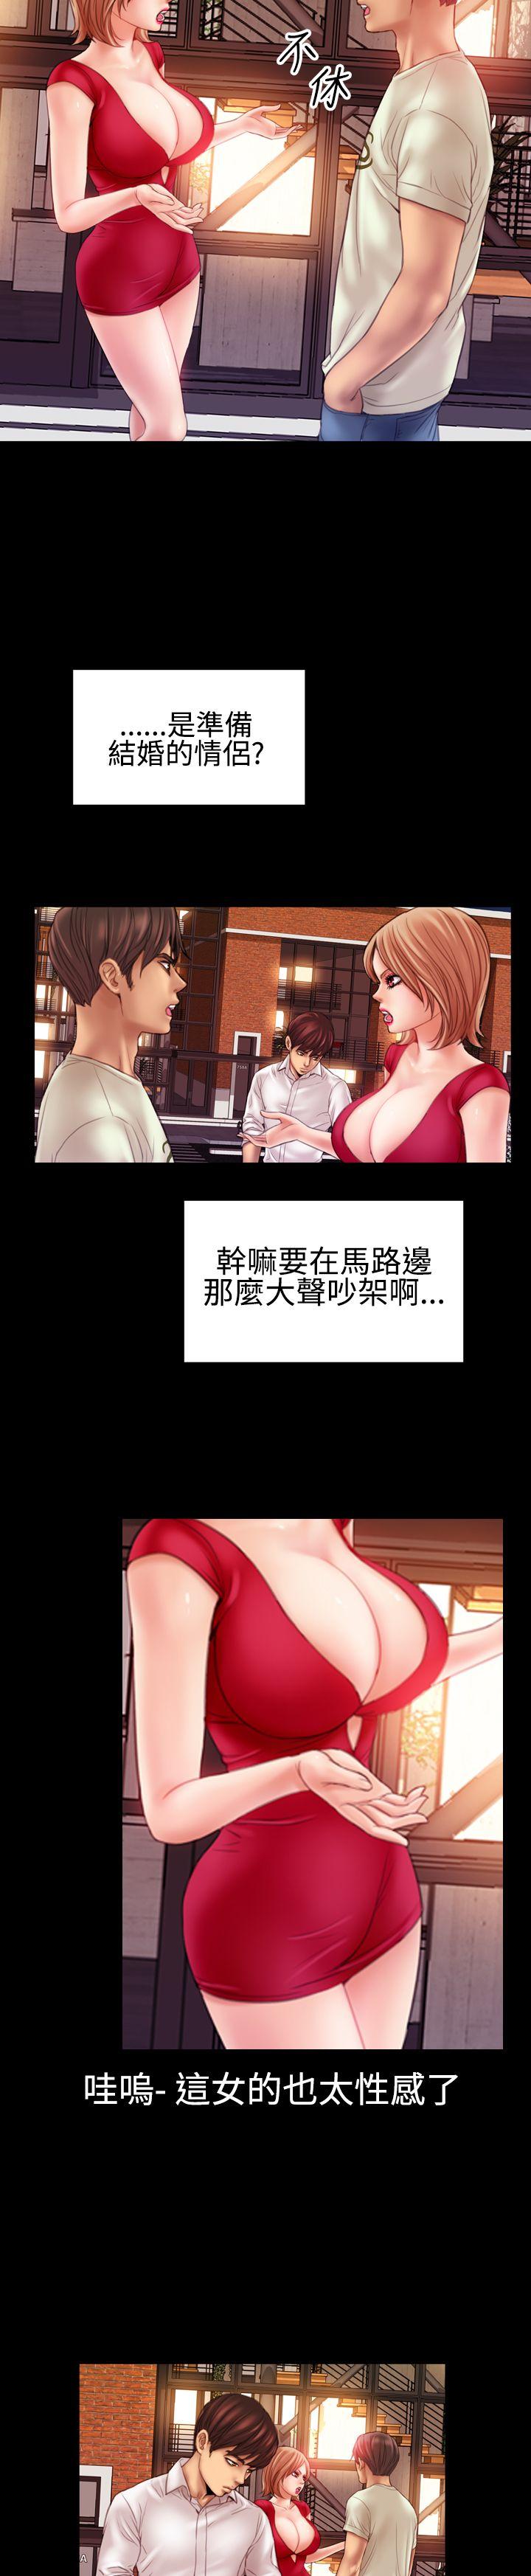 不
休
......是準備
結婚的情侶?
幹嘛要在馬路邊
那麼大聲吵架啊...
哇嗚- 這女的也太性感了